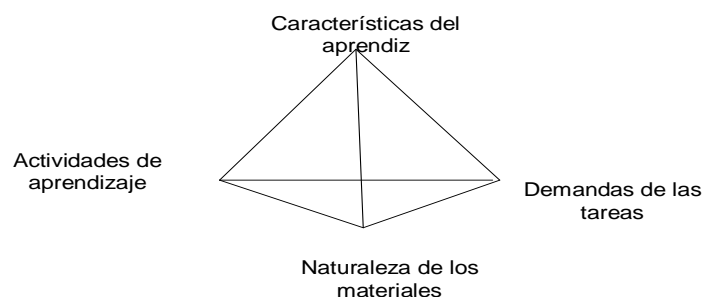 Características del
aprendiz
Actividades de
aprendizaje
Demandas de las
tareas
Naturaleza de los
materiales